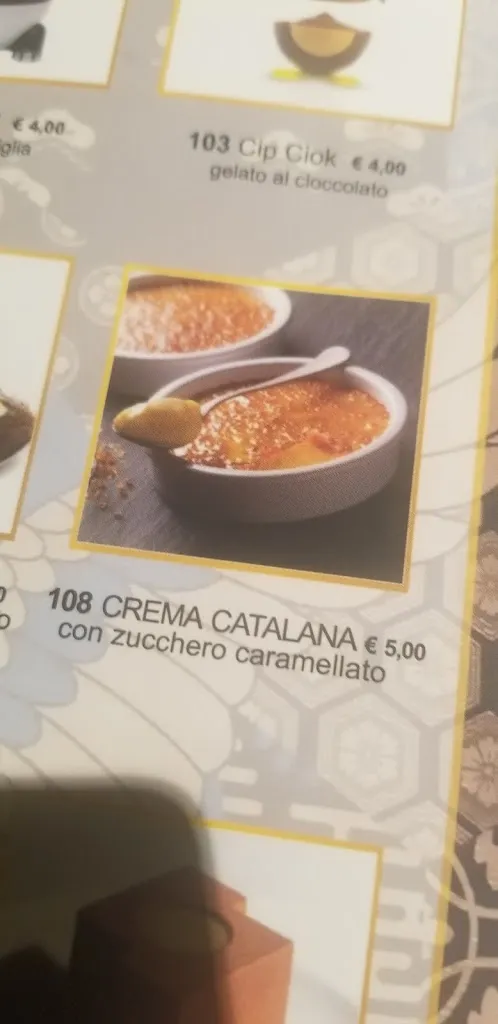 € 4,00
103 Cip Ciok € 4,00
gelato al cioccolato
108 CREMA CATALANA € 5,00
con zucchero caramellato